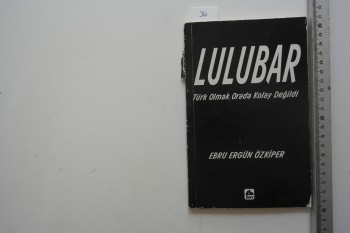 LULUBAR
Türk Olmak Orada Kolay Değildi
EBRU ERGÜN ÖZKİPER